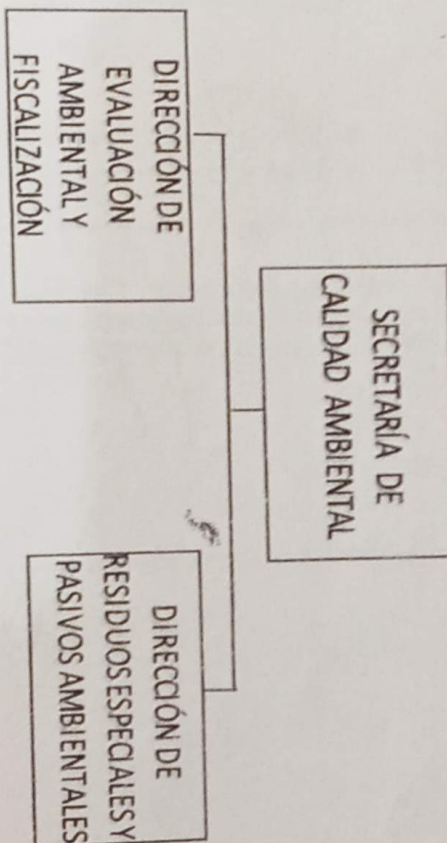 SECRETARÍA DE
CALIDAD AMBIENTAL
DIRECCIÓN DE
EVALUACIÓN
AMBIENTAL Y
FISCALIZACIÓN
DIRECCIÓN DE
RESIDUOS ESPECIALES Y
PASIVOS AMBIENTALES